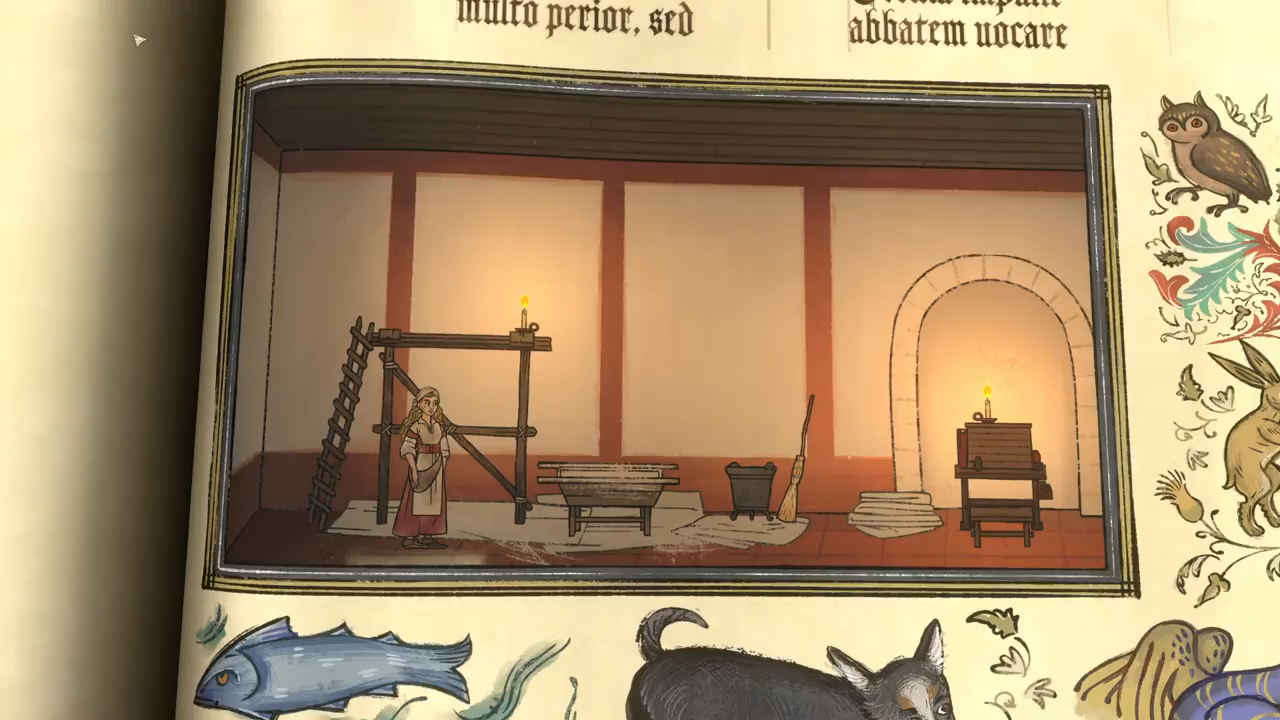 multo perior, sed
abbatem uocare